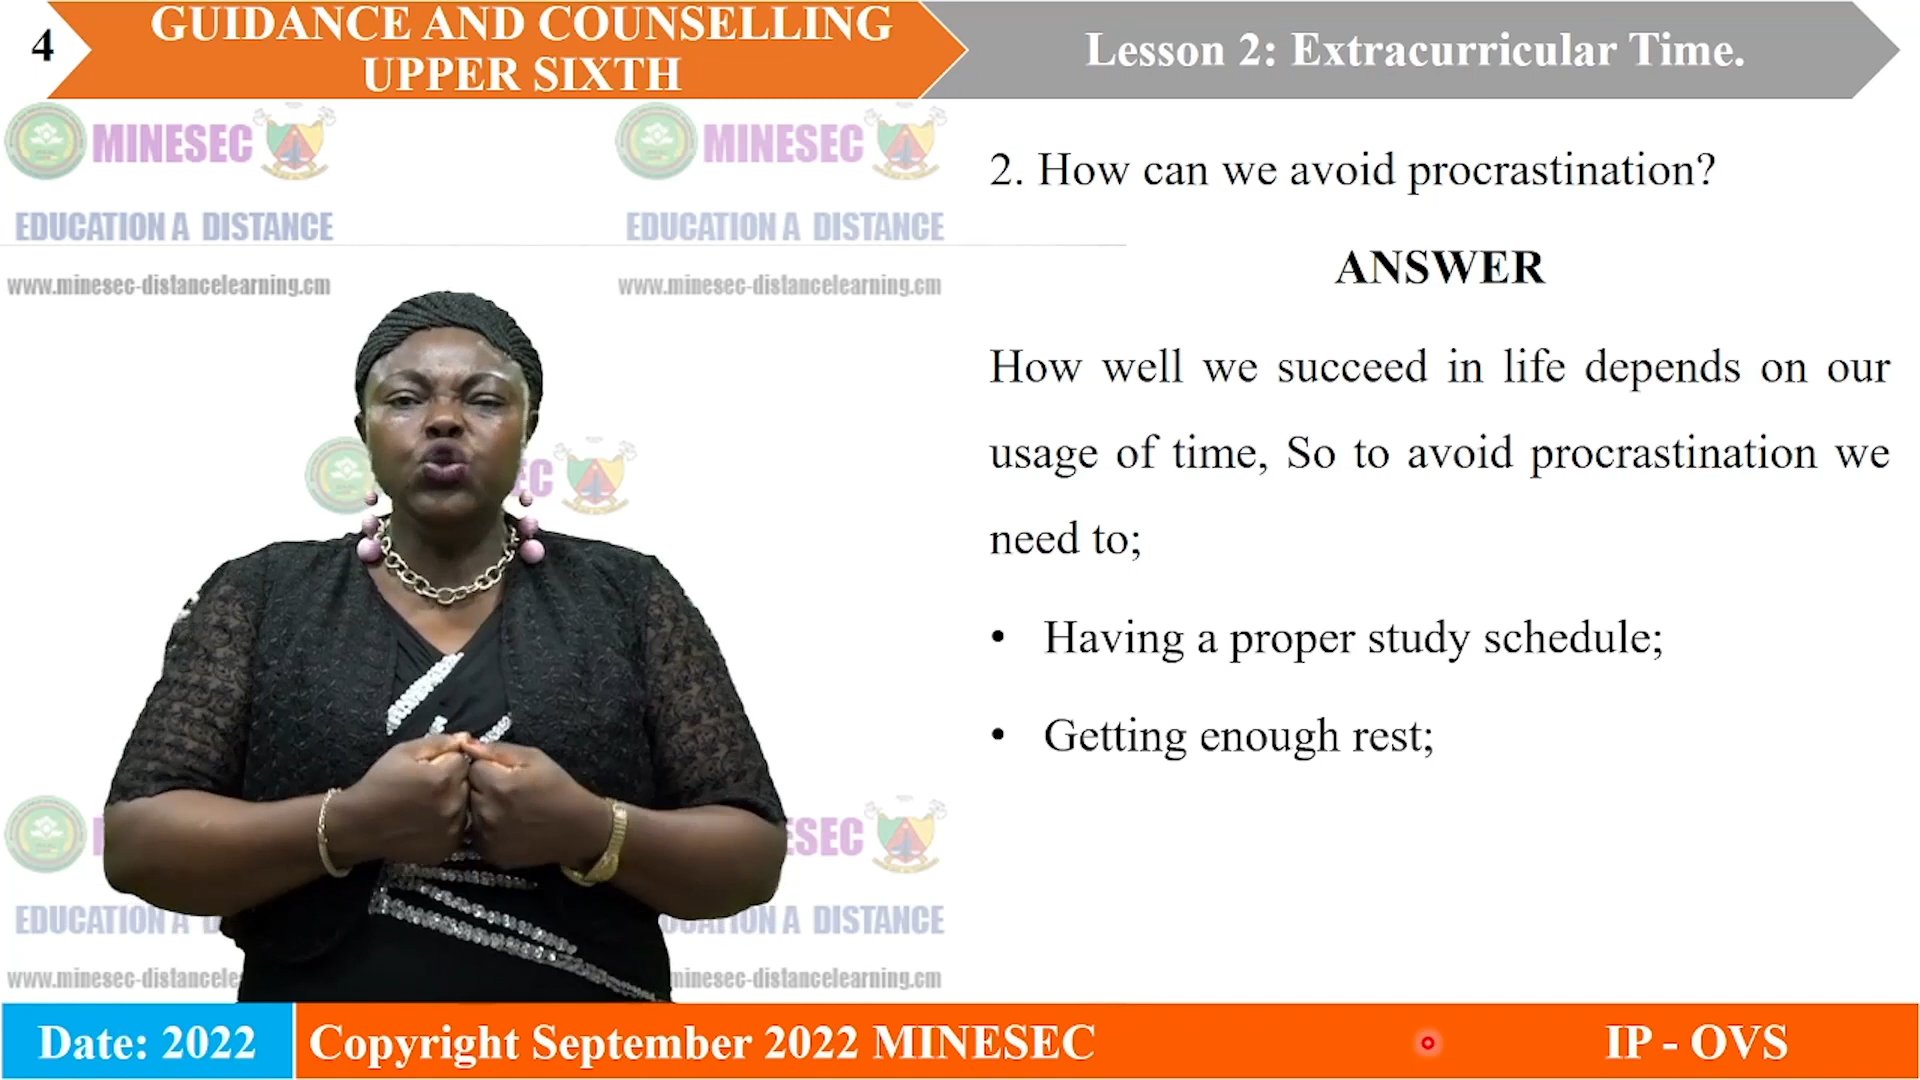 4
GUIDANCE AND COUNSELLING
UPPER SIXTH
Lesson 2: Extracurricular Time.
MINESEC
MINESEC
EDUCATION A DISTANCE
EDUCATION A DISTANCE
www.minesec-distancelearning.cm
www.minesec-distancelearning.cm
2. How can we avoid procrastination?
ANSWER
How well we succeed in life depends on our
usage of time, So to avoid procrastination we
need to;
• Having a proper study schedule;
• Getting enough rest;
EDUCATION A
DISTANCE
Date: 2022
Copyright September 2022 MINESEC
IP - OVS